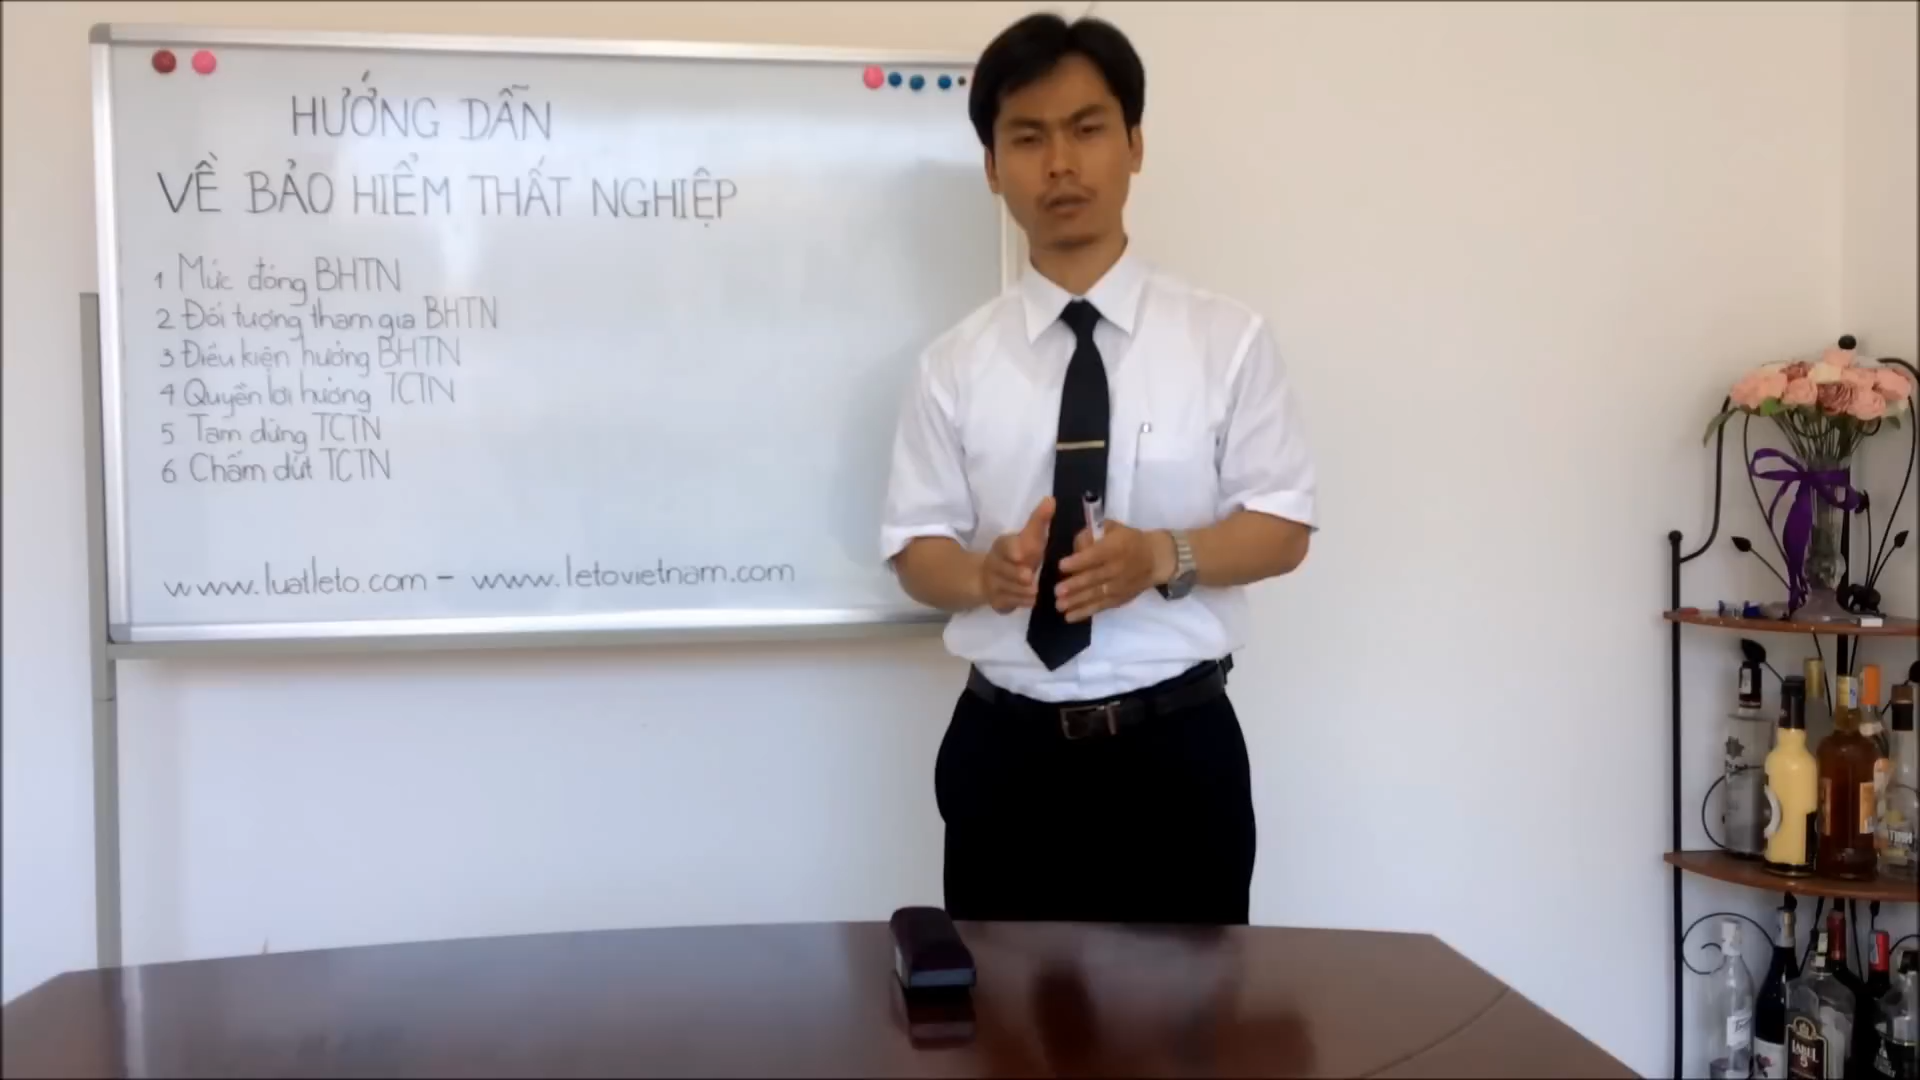 HƯỚNG DẪN
VỀ BẢO HIỂM THẤT NGHIỆP
1 Mức đóng BHTN
2 Đối tượng tham gia BHTN
3 Điều kiện hưởng BHTN
4 Quyền lợi hưởng TCTN
5 Tạm dừng TCTN
6 Chấm dứt TCTN
www.luatleto.com - www.letovietnam.com
LABEL
5